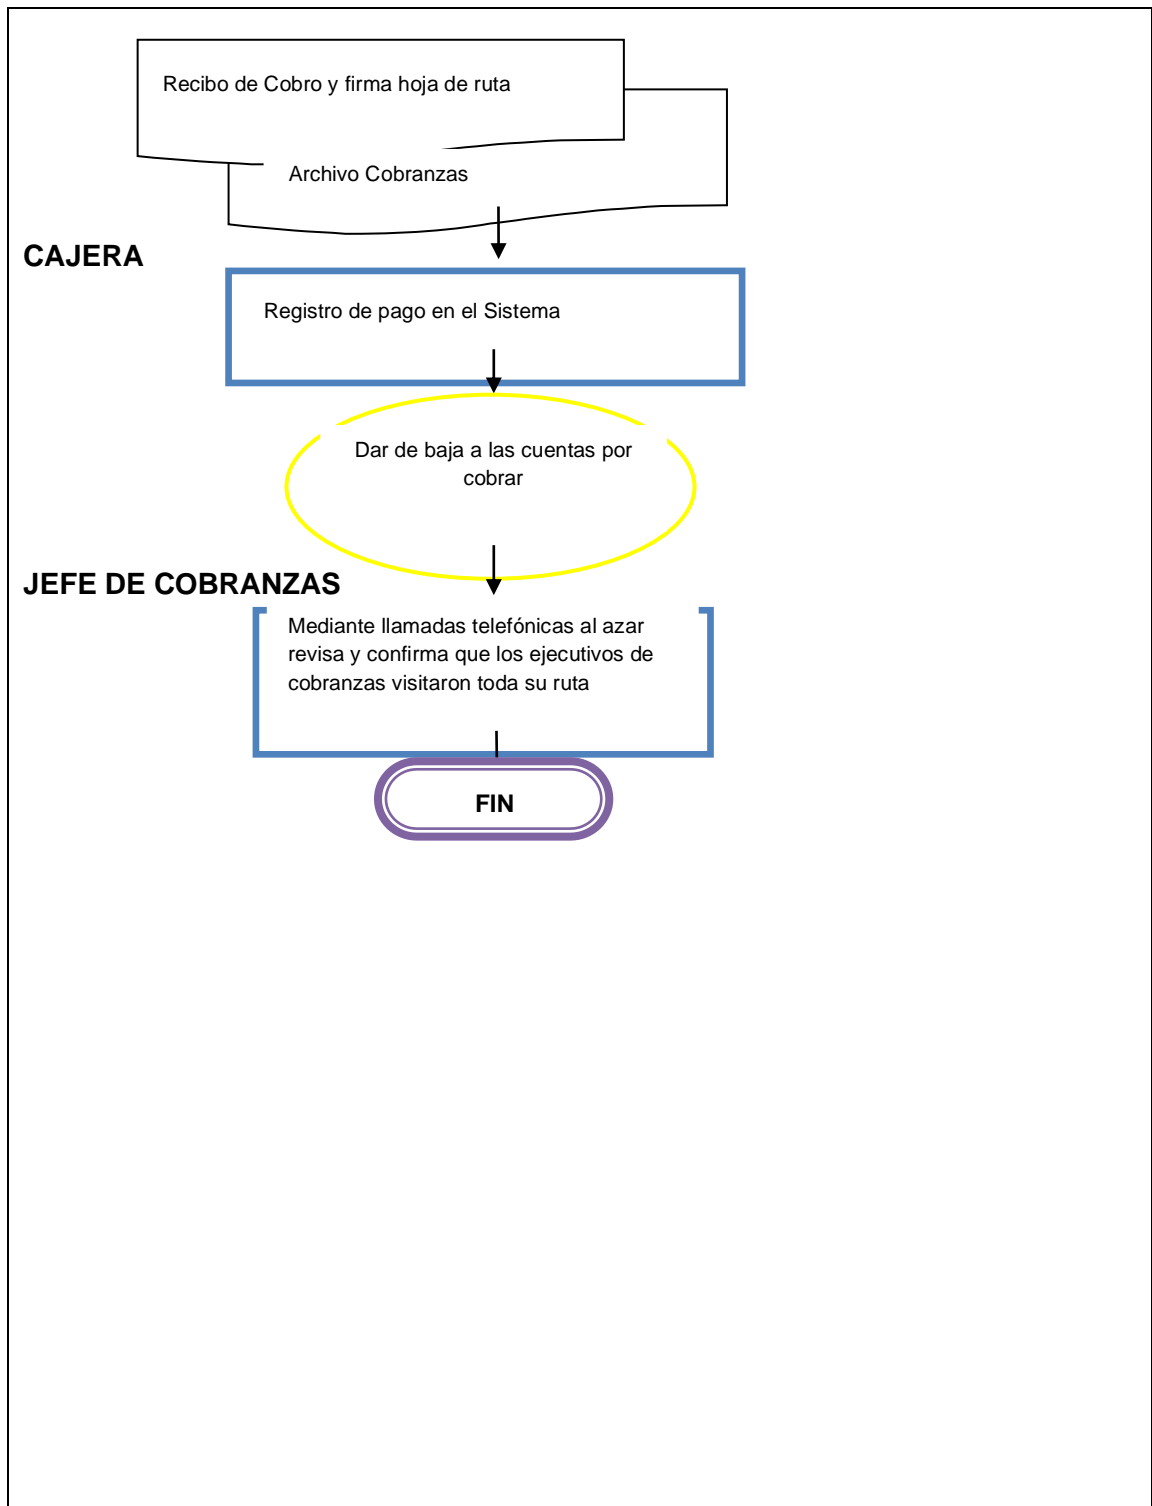 Recibo de Cobro y firma hoja de ruta
Archivo Cobranzas
CAJERA
Registro de pago en el Sistema
Dar de baja a las cuentas por
cobrar
JEFE DE COBRANZAS
Mediante llamadas telefónicas al azar
revisa y confirma que los ejecutivos de
cobranzas visitaron toda su ruta
FIN